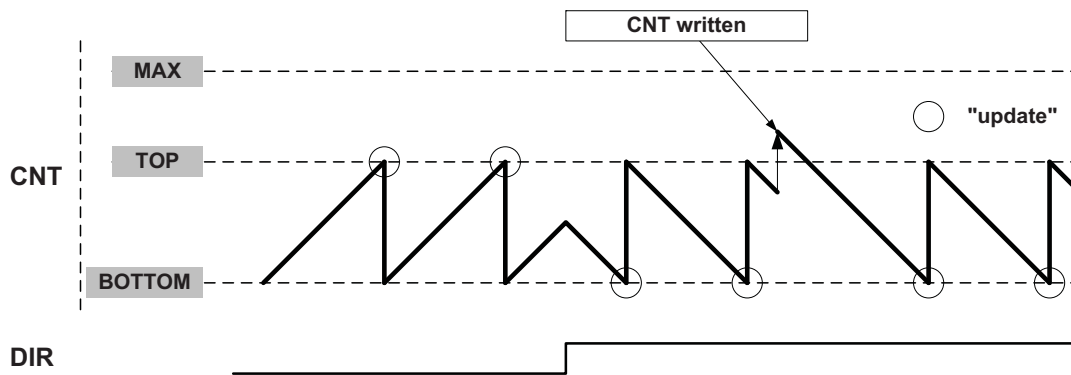 CNT written
MAX
"update"
TOP
CNT
BOTTOM
DIR